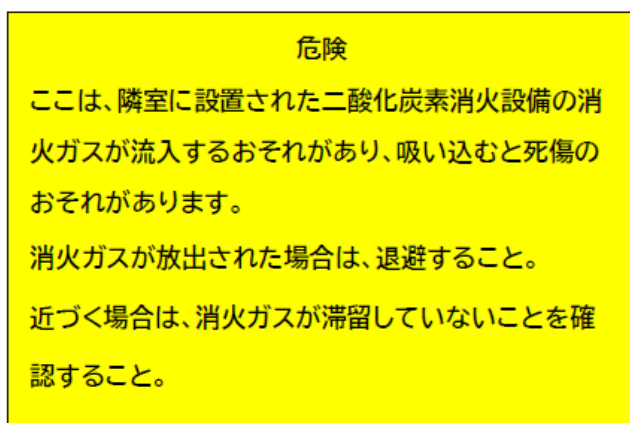 危険
ここは、隣室に設置された二酸化炭素消火設備の消
火ガスが流入するおそれがあり、吸い込むと死傷の
おそれがあります。
消火ガスが放出された場合は、退避すること。
近づく場合は、消火ガスが滞留していないことを確
認すること。